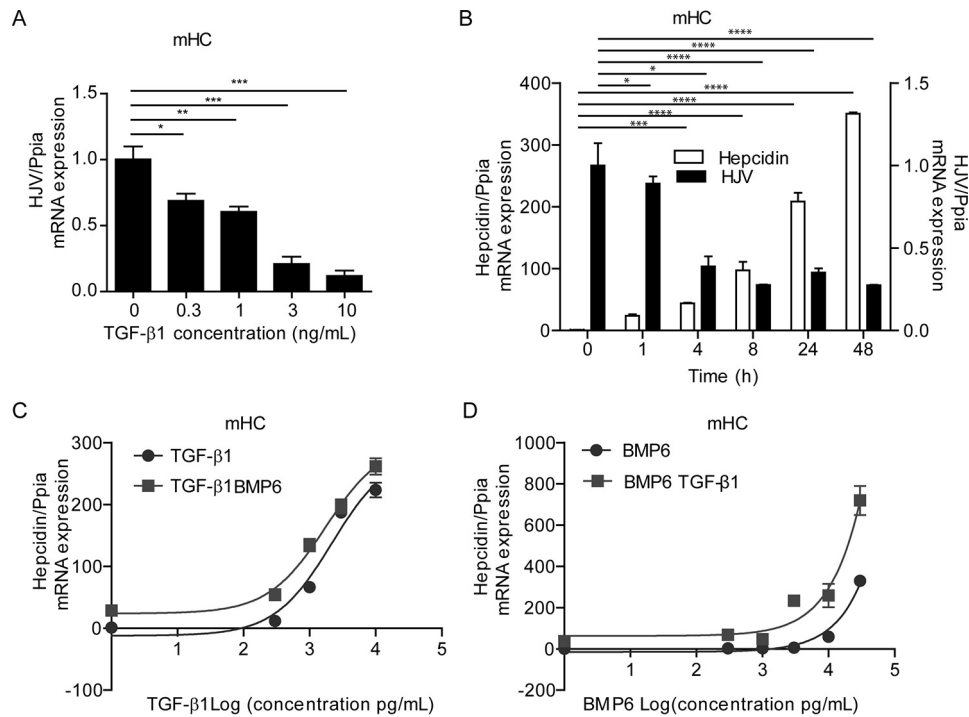 A
mHC
HJV/Ppia
mRNA expression
1.5
1.0
0.5
0.0
***
***
**
*
0 0.3 1 3 10
TGF-β1 concentration (ng/mL)
B
mHC
****
****
****
*
*
****
****
****
***
Hepcidin/Ppia
mRNA expression
400
300
200
100
0
Hepcidin
HJV
1.5
1.0
0.5
0.0
HJV/Ppia
mRNA expression
0 1 4 8 24 48
Time (h)
C
mHC
Hepcidin/Ppia
mRNA expression
300
200
100
0
-100
TGF-β1
TGF-β1BMP6
1 2 3 4 5
TGF-β1Log (concentration pg/mL)
D
mHC
Hepcidin/Ppia
mRNA expression
1000
800
600
400
200
0
-200
BMP6
BMP6 TGF-β1
1 2 3 4 5
BMP6 Log(concentration pg/mL)